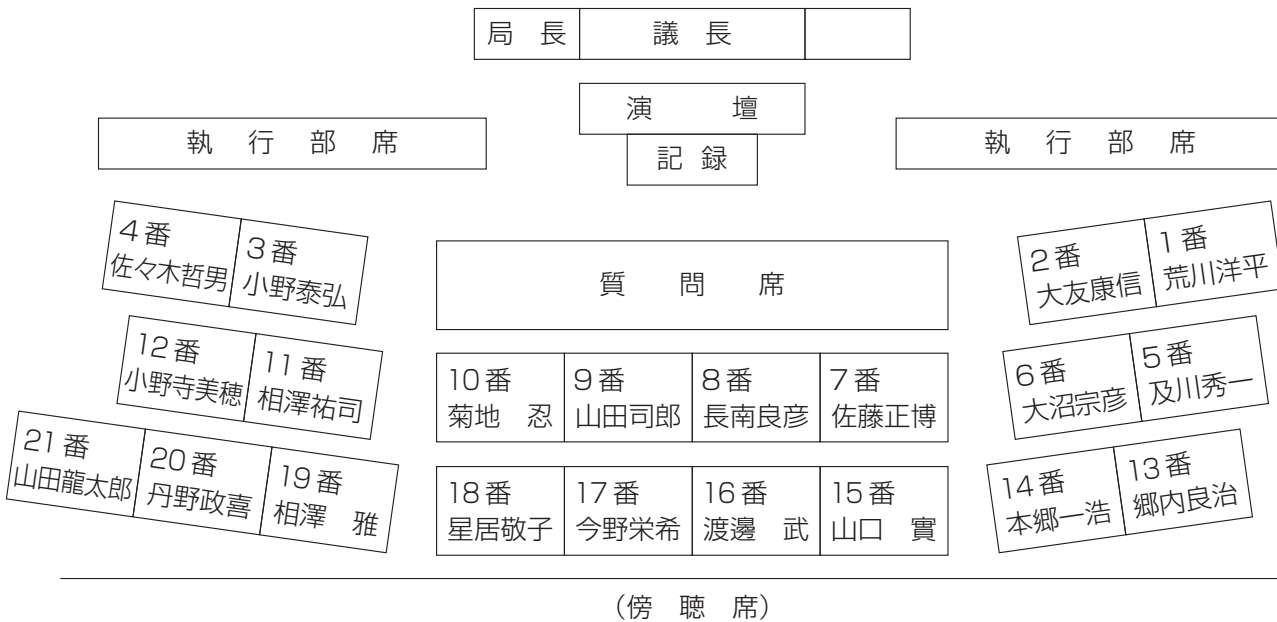 局 長 議 長
演 壇
執 行 部 席
記 録
執 行 部 席
4番
佐々木哲男
3番
小野泰弘
2番
大友康信
1番
荒川洋平
質 問 席
12番
小野寺美穂
11番
相澤祐司
6番
大沼宗彦
5番
及川秀一
10番
菊地 忍
9番
山田司郎
8番
長南良彦
7番
佐藤正博
21番
山田龍太郎
20番
丹野政喜
19番
相澤 雅
18番
星居敬子
17番
今野栄希
16番
渡邊 武
15番
山口 實
14番
本郷一浩
13番
郷内良治
(傍 聴 席)